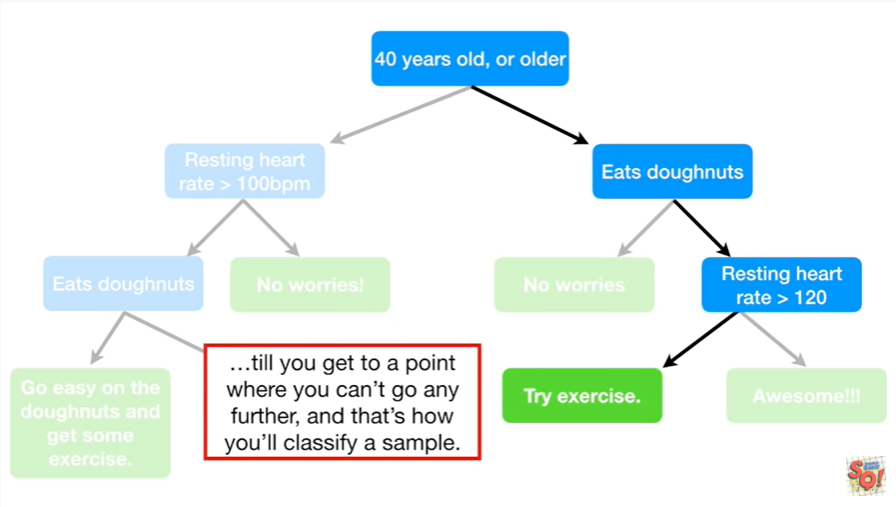 40 years old, or older
Resting heart
rate > 100bpm
Eats doughnuts
Eats doughnuts
No worries!
No worries
Resting heart
rate > 120
Go easy on the
doughnuts and
get some
exercise.
…till you get to a point
where you can't go any
further, and that's how
you'll classify a sample.
Try exercise.
Awesome!!!
SQ!